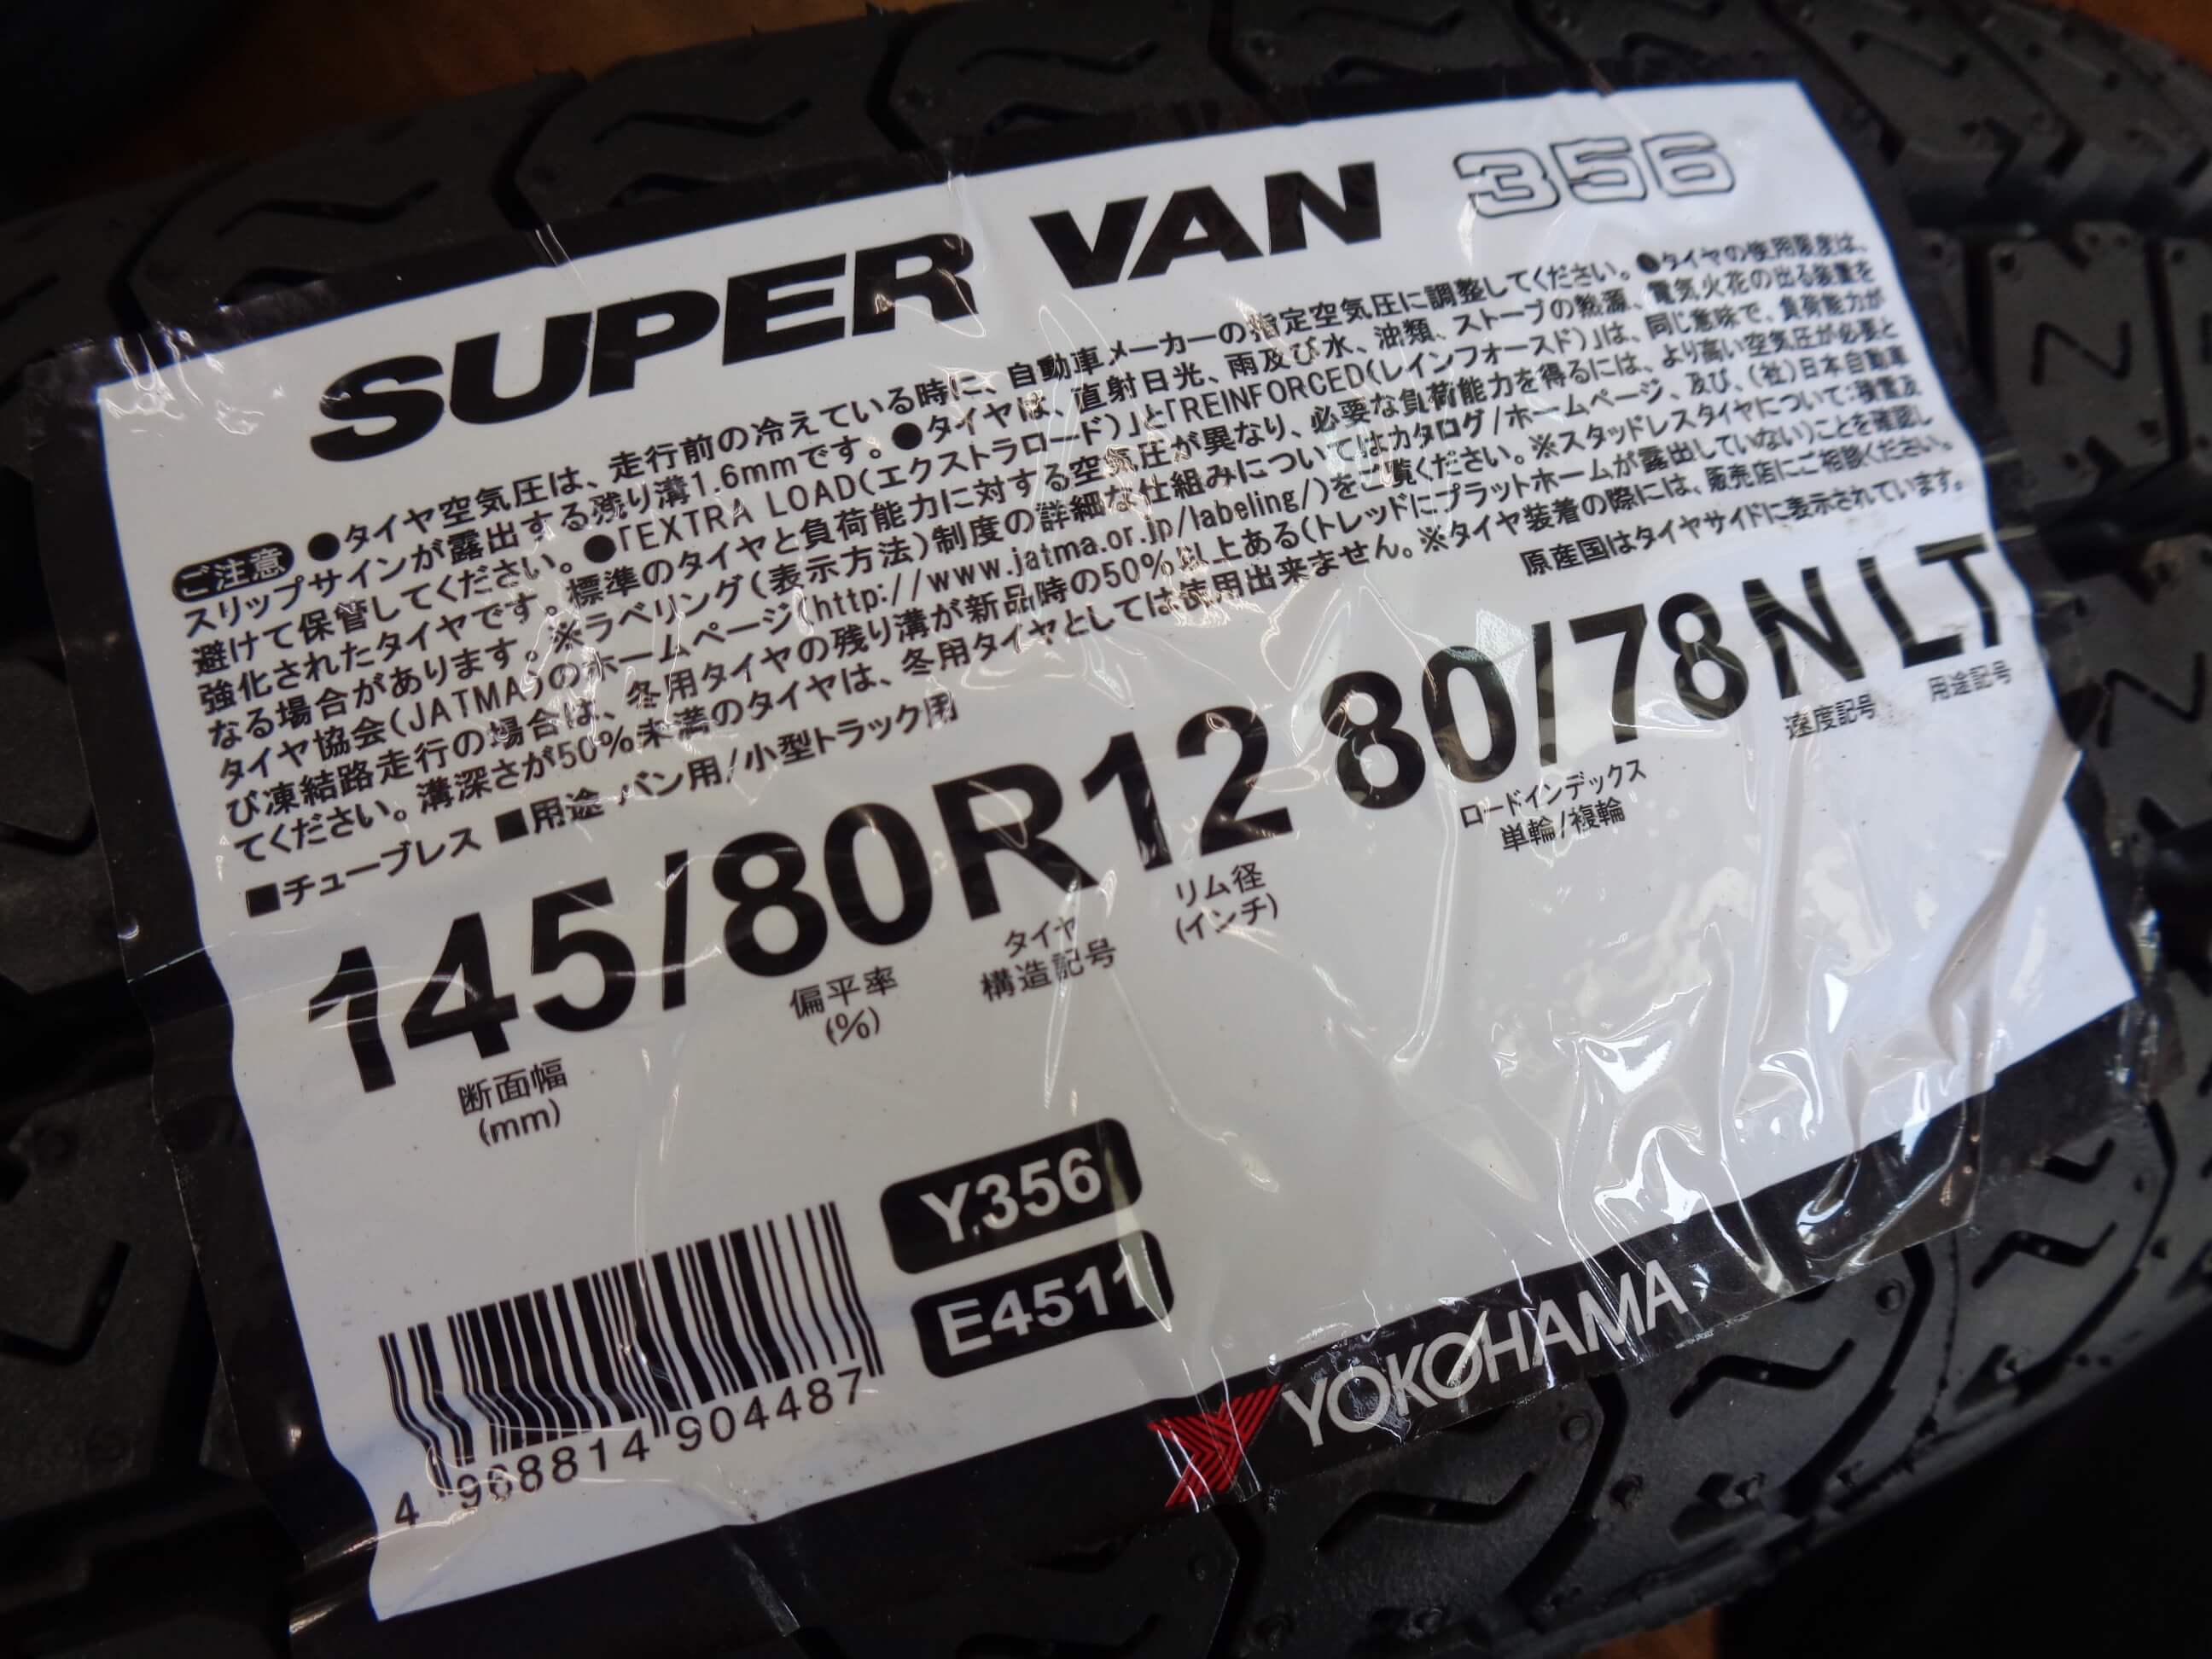 SUPER VAN 356
ご注意 ●タイヤ空気圧は、走行前の冷えている時に、自動車メーカーの指定空気圧に調整してください。●タイヤの使用限度は、
スリップサインが露出する残り溝1.6mmです。●タイヤは、直射日光、雨及び水、油類、ストーブの熱源、電気火花の出る装置を
避けて保管してください。●「EXTRA LOAD(エクストラロード)」と「REINFORCED(レインフォースド)」は、同じ意味で、負荷能力が
強化されたタイヤです。標準のタイヤと負荷能力に対する空気圧が異なり、必要な負荷能力を得るには、より高い空気圧が必要と
なる場合があります。※ラベリング(表示方法)制度の詳細な仕組みについてはカタログ/ホームページ、及び、(社)日本自動車
タイヤ協会(JATMA)のホームページ(http://www.jatma.or.jp/labeling/)をご覧ください。※スタッドレスタイヤについて:積雪及
び凍結路走行の場合は、冬用タイヤの残り溝が新品時の50%以上ある(トレッドにプラットホームが露出していない)ことを確認し
てください。溝深さが50%未満のタイヤは、冬用タイヤとしては使用出来ません。※タイヤ装着の際には、販売店にご相談ください。
■チューブレス ■用途 バン用/小型トラック用
原産国はタイヤサイドに表示されています。
145/80R12 80/78N LT
断面幅
(mm)
偏平率
(%)
タイヤ
構造記号
リム径
(インチ)
ロードインデックス
単輪/複輪
速度記号
用途記号
Y356
E4511
4 968814 904487
YOKOHAMA